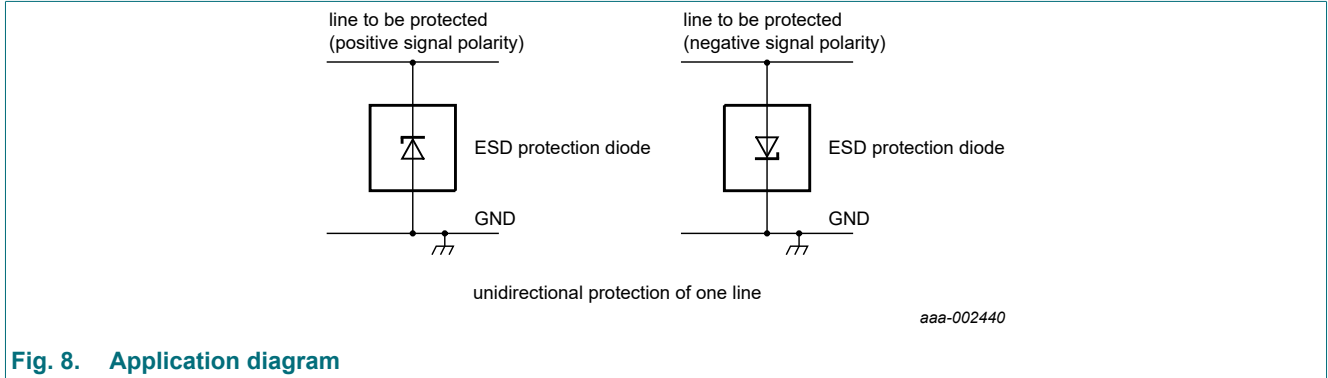 line to be protected
(positive signal polarity)
line to be protected
(negative signal polarity)
ESD protection diode
ESD protection diode
GND
GND
unidirectional protection of one line
aaa-002440
Fig. 8. Application diagram